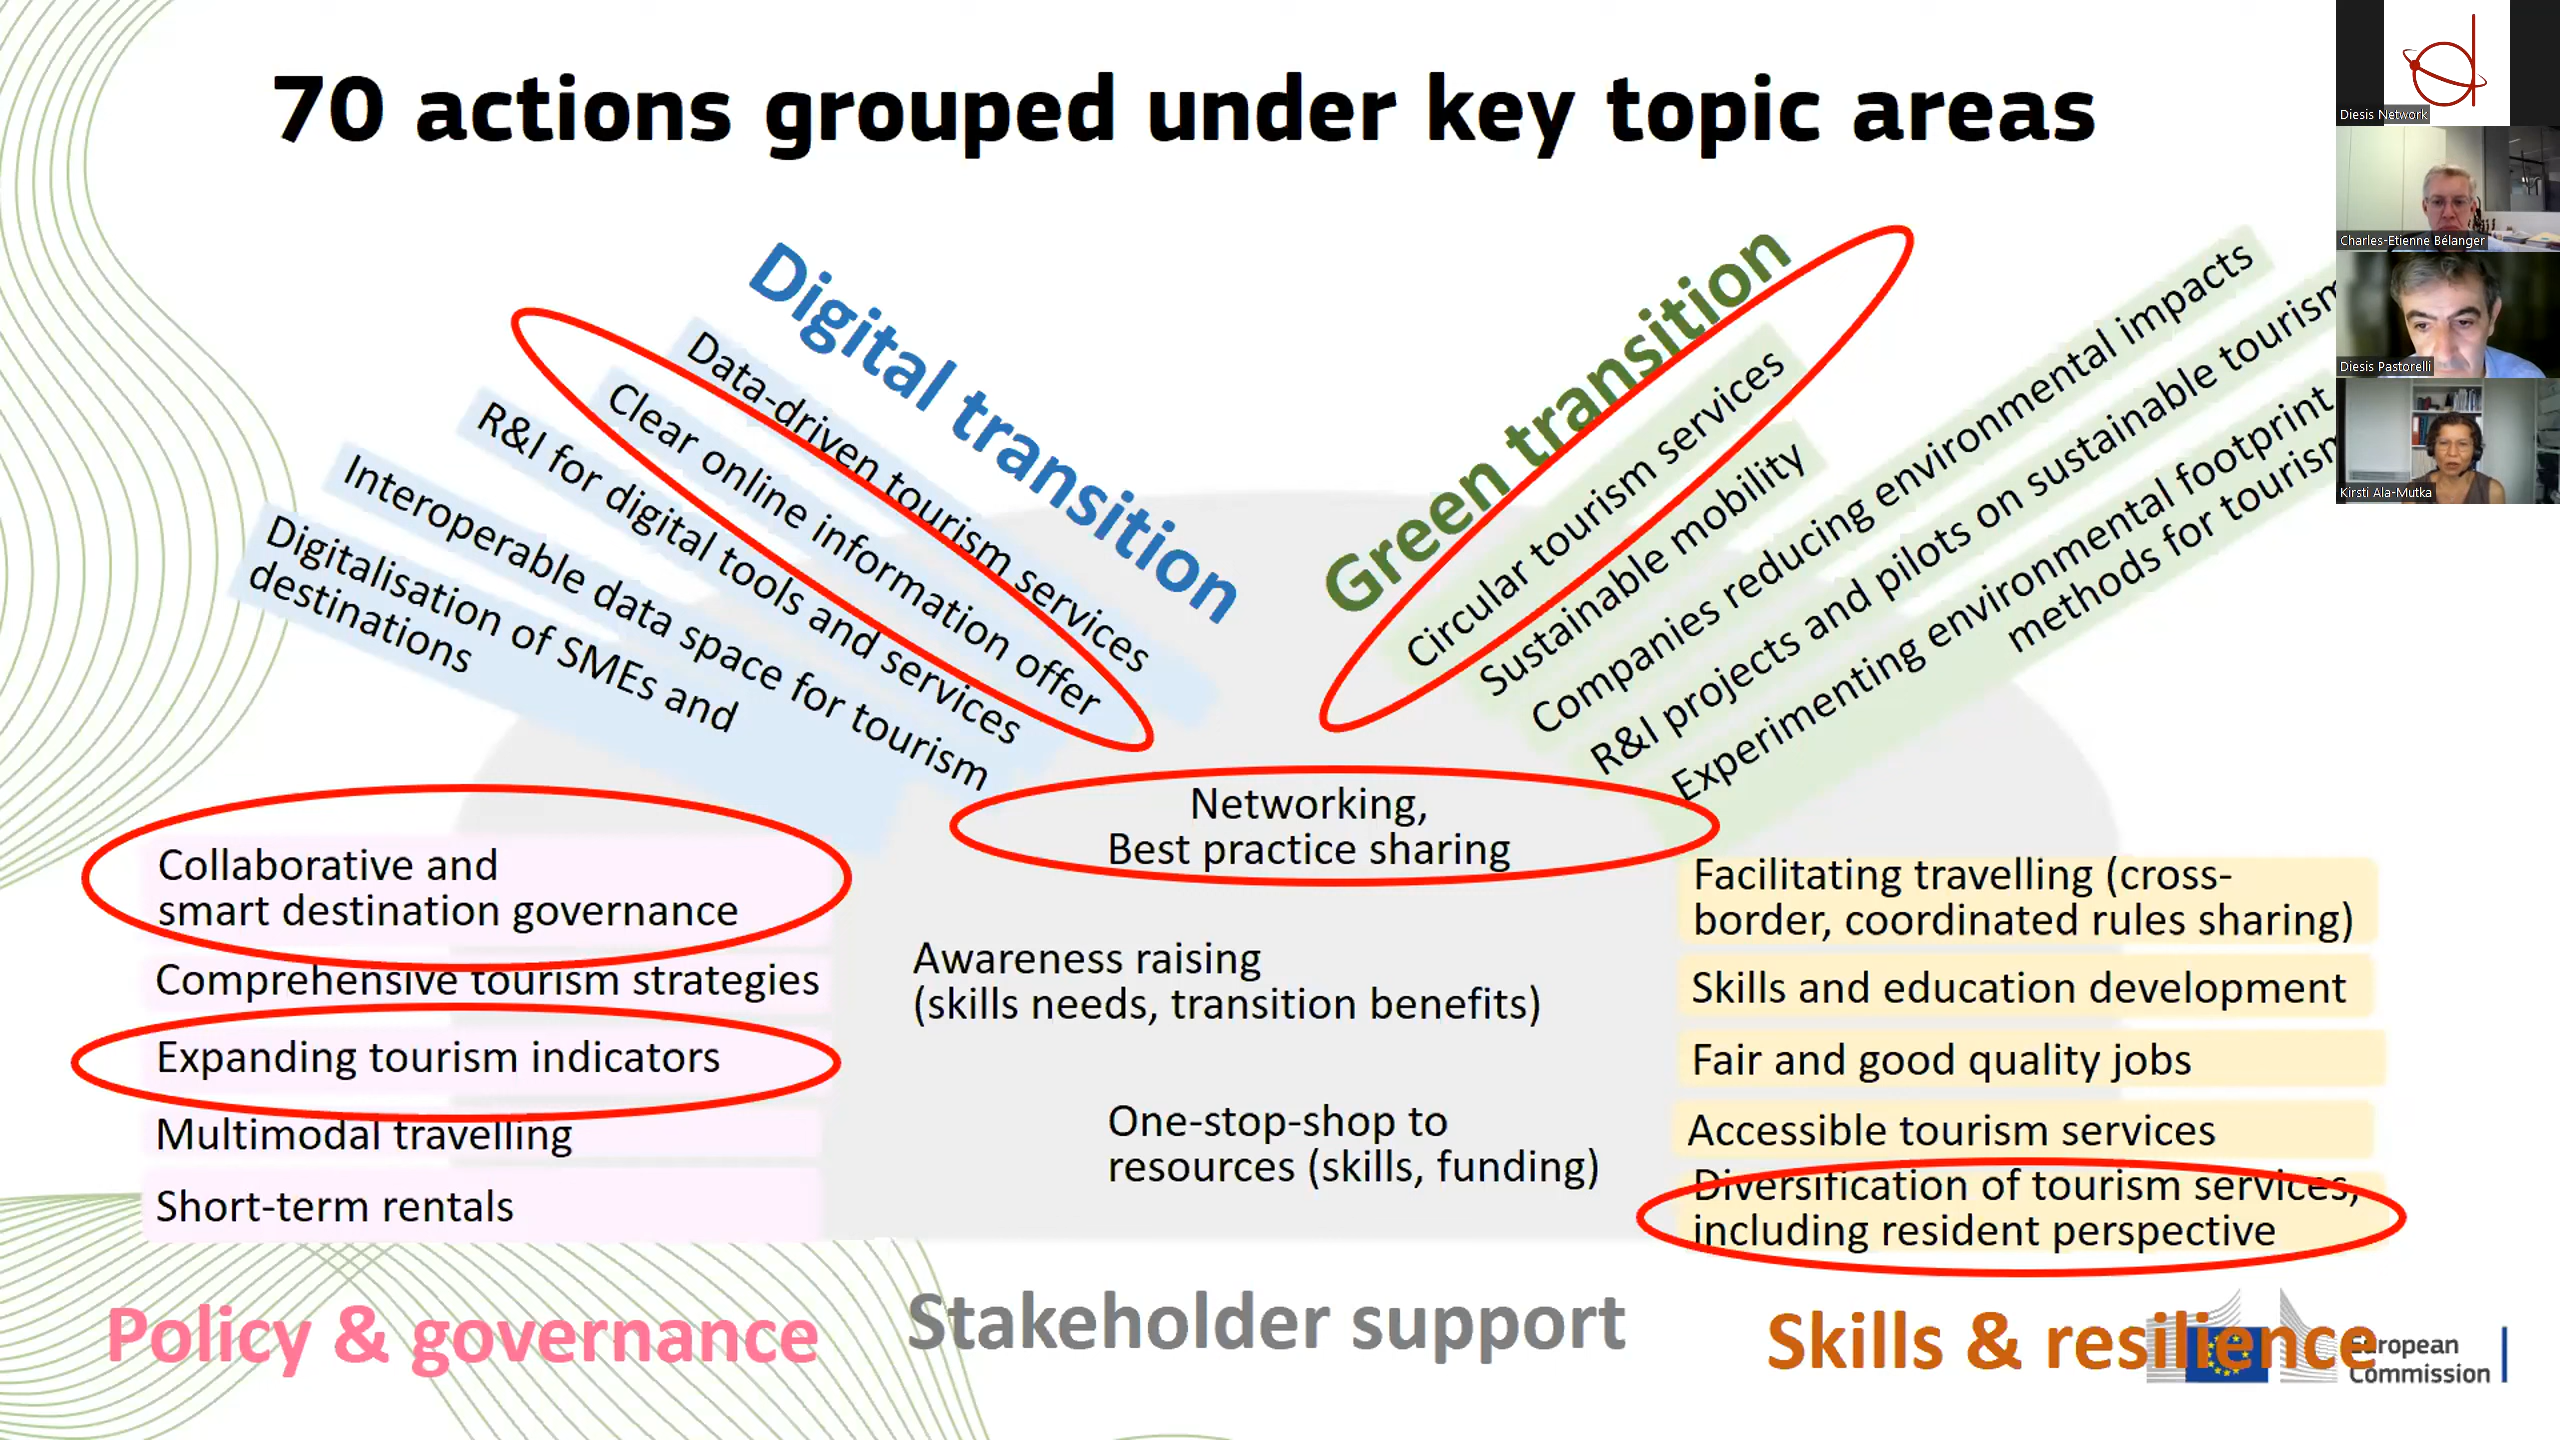 70 actions grouped under key topic areas
Diesis Network
Charles-Etienne Bélanger
Diesis Pastorelli
Kirsti Ala-Mutka
Digital transition
Data-driven tourism services
Clear online information offer
R&I for digital tools and services
Interoperable data space for tourism
Digitalisation of SMEs and
destinations
Green transition
Circular tourism services
Sustainable mobility
Companies reducing environmental impacts
R&I projects and pilots on sustainable tourism
Experimenting environmental footprint
methods for tourism
Networking,
Best practice sharing
Awareness raising
(skills needs, transition benefits)
One-stop-shop to
resources (skills, funding)
Stakeholder support
Collaborative and
smart destination governance
Comprehensive tourism strategies
Expanding tourism indicators
Multimodal travelling
Short-term rentals
Policy & governance
Facilitating travelling (cross-
border, coordinated rules sharing)
Skills and education development
Fair and good quality jobs
Accessible tourism services
Diversification of tourism services,
including resident perspective
Skills & resilience
European
Commission